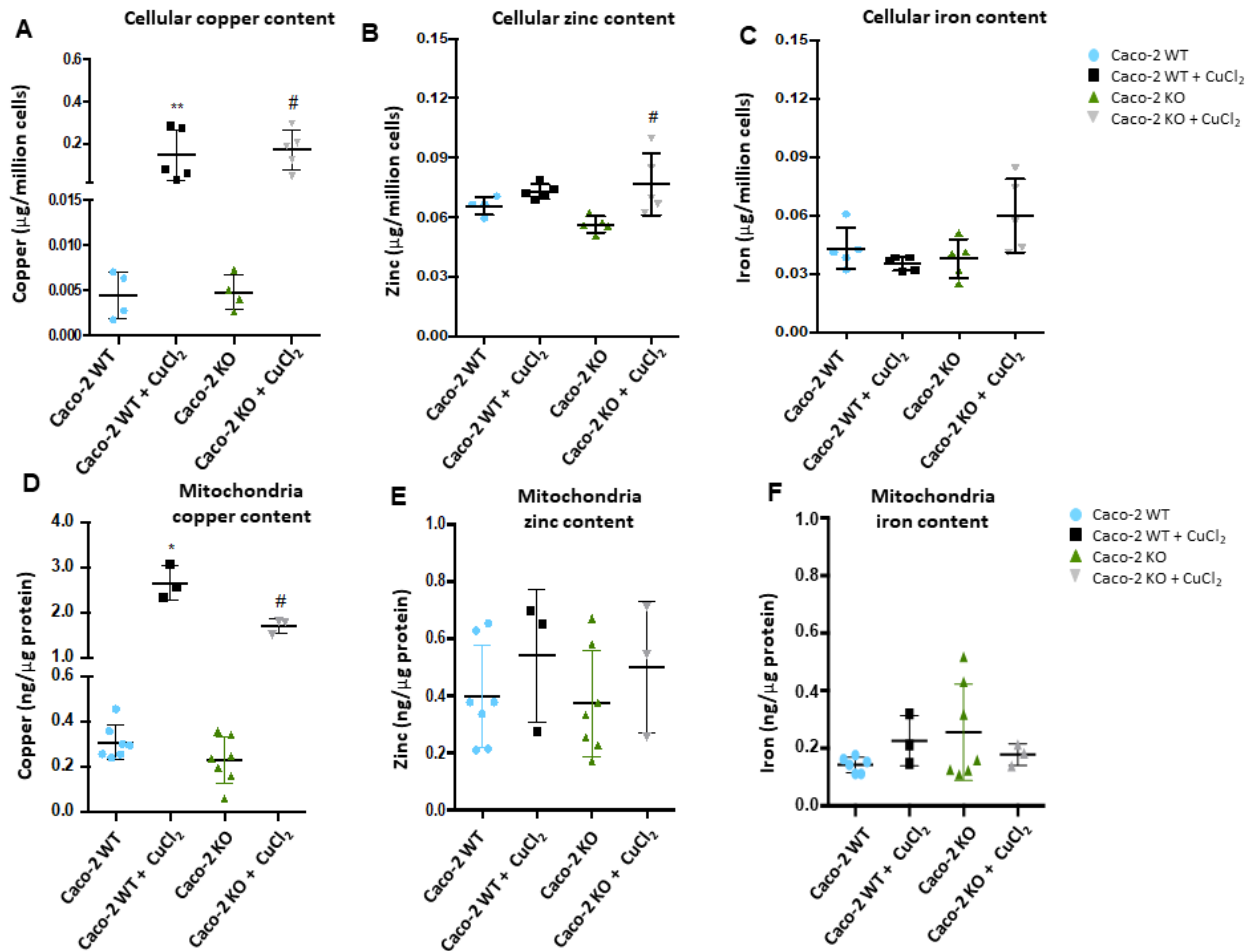 A
Cellular copper content
Copper (μg/million cells)
0.6
0.4
0.2
0.015
0.010
0.005
0.000
**
#
Caco-2 WT
Caco-2 WT + CuCl₂
Caco-2 KO
Caco-2 KO + CuCl₂
B
Cellular zinc content
Zinc (μg/million cells)
0.15
0.12
0.09
0.06
0.03
0.00
#
Caco-2 WT
Caco-2 WT + CuCl₂
Caco-2 KO
Caco-2 KO + CuCl₂
C
Cellular iron content
Iron (μg/million cells)
0.15
0.12
0.09
0.06
0.03
0.00
Caco-2 WT
Caco-2 WT + CuCl₂
Caco-2 KO
Caco-2 KO + CuCl₂
Caco-2 WT
Caco-2 WT + CuCl₂
Caco-2 KO
Caco-2 KO + CuCl₂
D
Mitochondria
copper content
Copper (ng/μg protein)
4.0
3.0
2.0
1.0
0.6
0.4
0.2
0.0
*
#
Caco-2 WT
Caco-2 WT + CuCl₂
Caco-2 KO
Caco-2 KO + CuCl₂
E
Mitochondria
zinc content
Zinc (ng/μg protein)
1.0
0.8
0.6
0.4
0.2
0.0
Caco-2 WT
Caco-2 WT + CuCl₂
Caco-2 KO
Caco-2 KO + CuCl₂
F
Mitochondria
iron content
Iron (ng/μg protein)
1.0
0.8
0.6
0.4
0.2
0.0
Caco-2 WT
Caco-2 WT + CuCl₂
Caco-2 KO
Caco-2 KO + CuCl₂
Caco-2 WT
Caco-2 WT + CuCl₂
Caco-2 KO
Caco-2 KO + CuCl₂